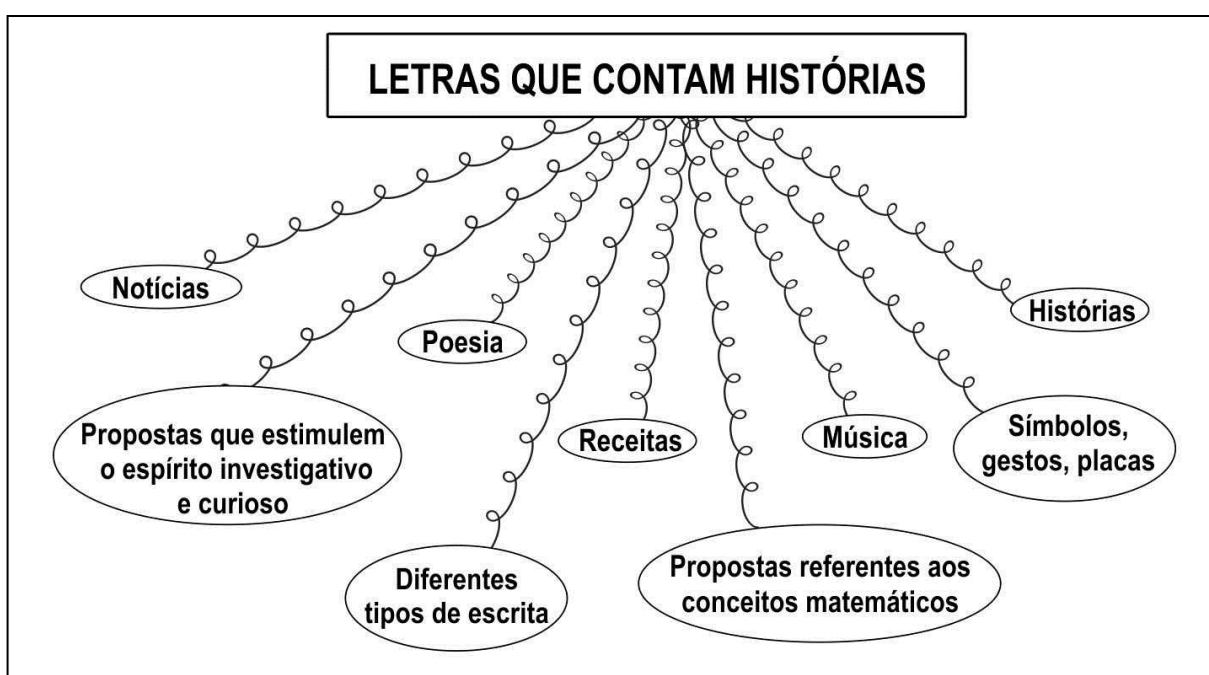 LETRAS QUE CONTAM HISTÓRIAS
Notícias
Poesia
Histórias
Propostas que estimulem
o espírito investigativo
e curioso
Receitas
Música
Símbolos,
gestos, placas
Diferentes
tipos de escrita
Propostas referentes aos
conceitos matemáticos